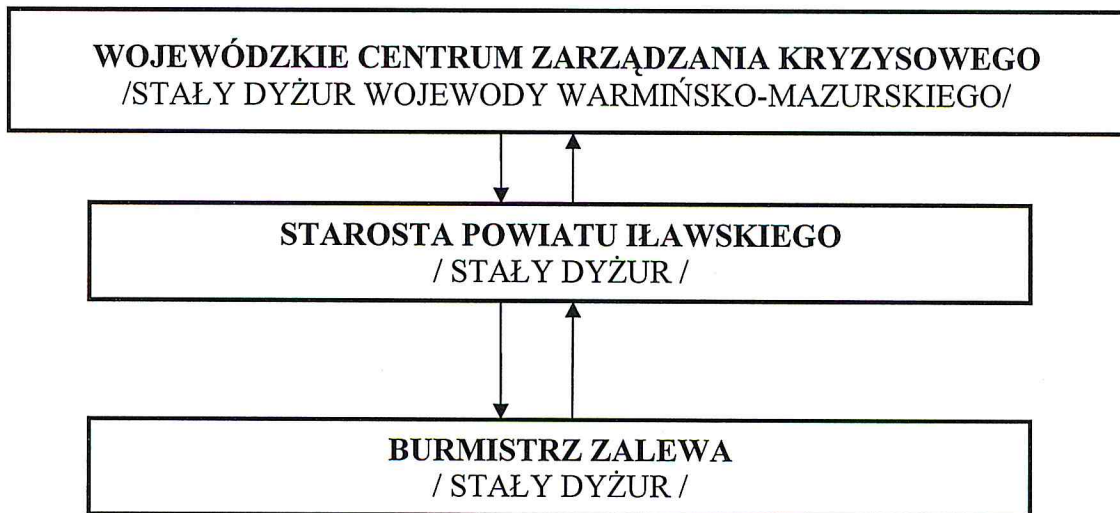 WOJEWÓDZKIE CENTRUM ZARZĄDZANIA KRYZYSOWEGO
/STAŁY DYŻUR WOJEWODY WARMIŃSKO-MAZURSKIEGO/
STAROSTA POWIATU IŁAWSKIEGO
/ STAŁY DYŻUR /
BURMISTRZ ZALEWA
/ STAŁY DYŻUR /